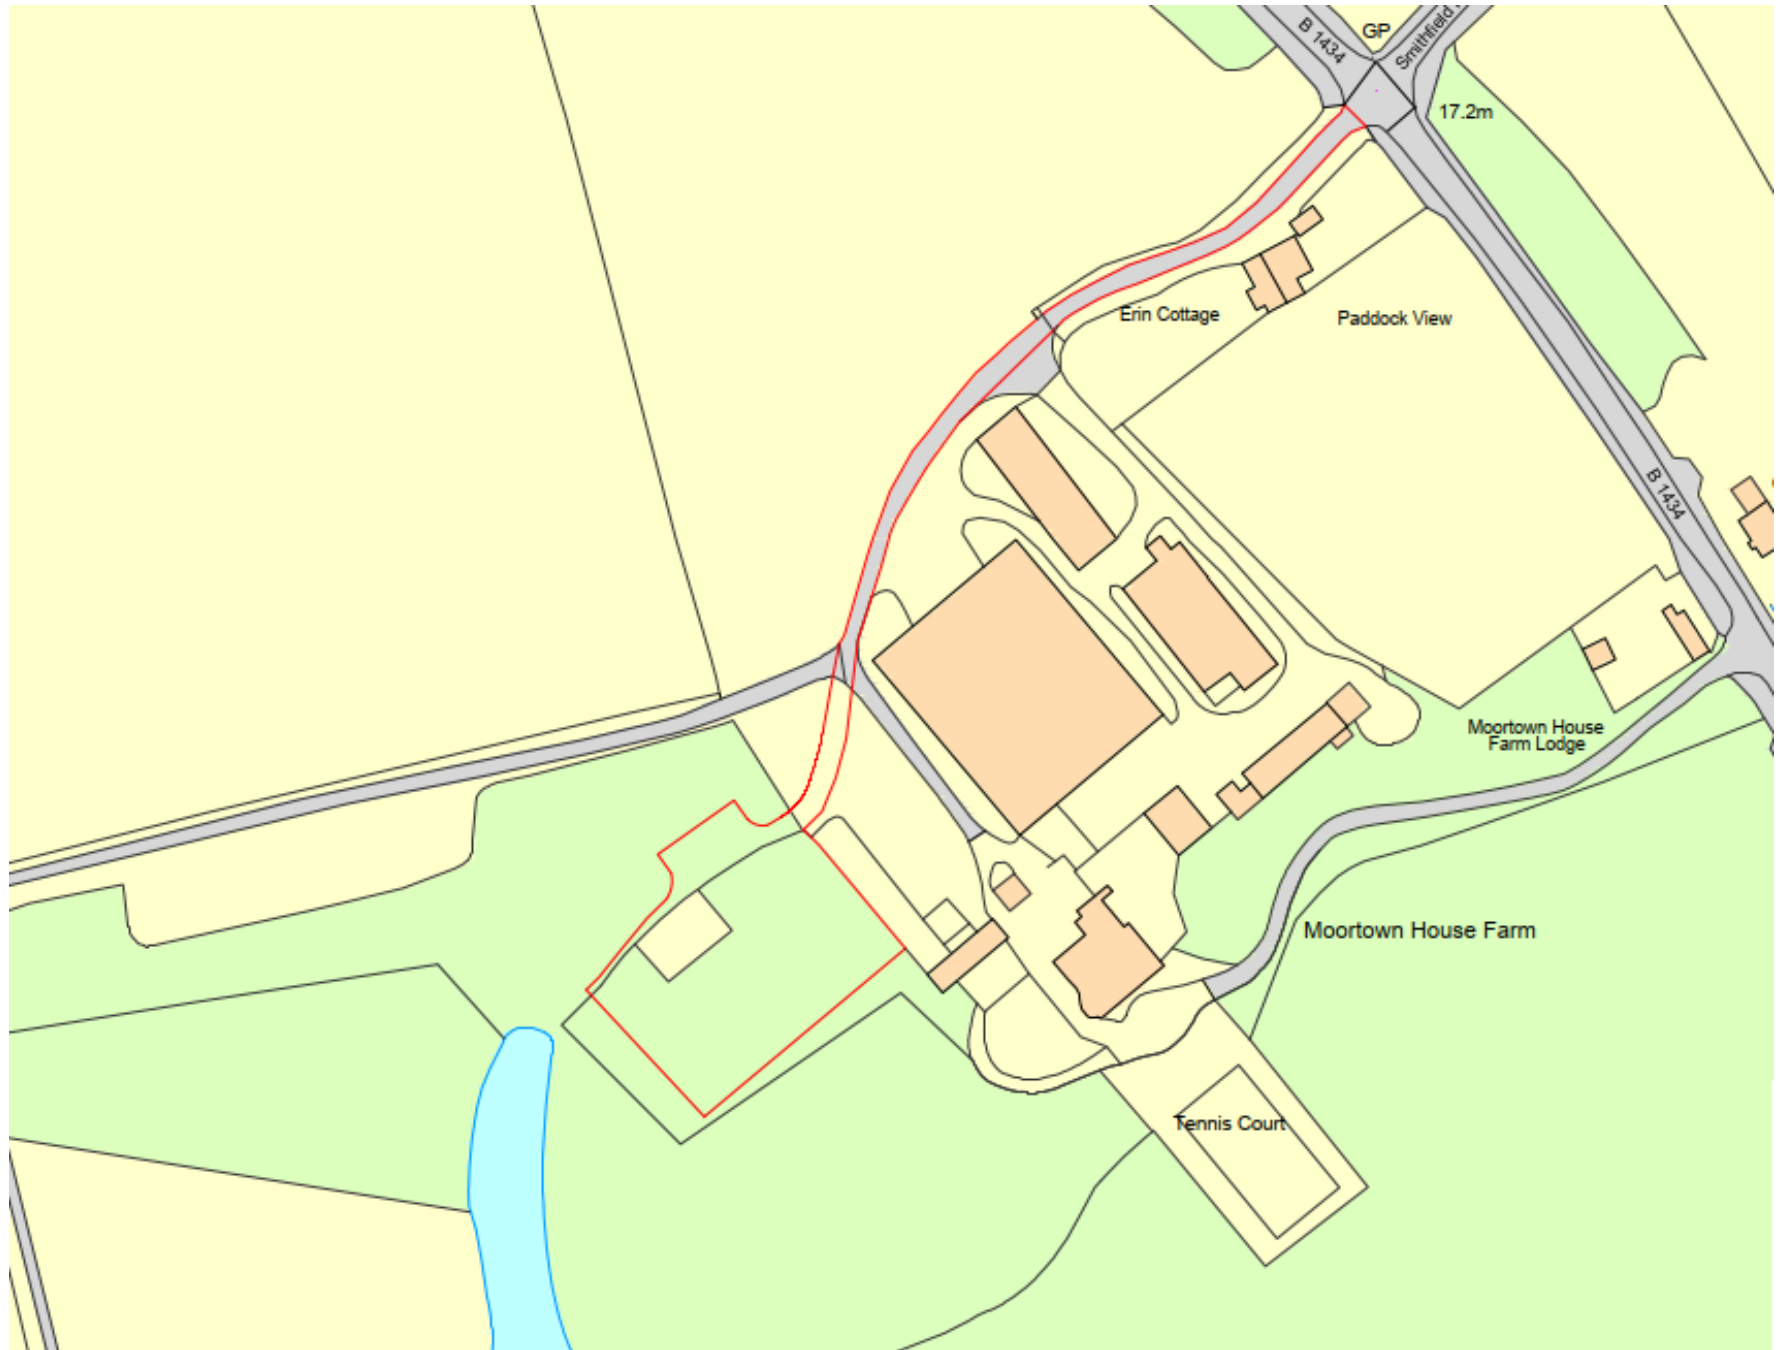 B 1434
GP
Smithfield
17.2m
Erin Cottage
Paddock View
B 1434
Moortown House
Farm Lodge
Moortown House Farm
Tennis Court